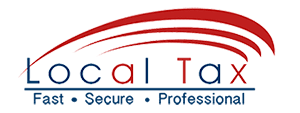 Local Tax
Fast • Secure • Professional